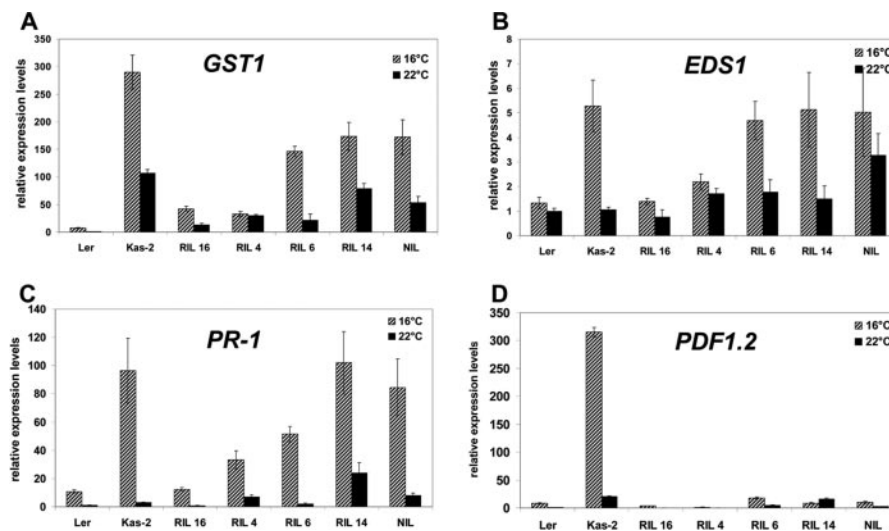 A
GST1
16°C
22°C
relative expression levels
350
300
250
200
150
100
50
0
Ler Kas-2 RIL 16 RIL 4 RIL 6 RIL 14 NIL
B
EDS1
16°C
22°C
relative expression levels
8
7
6
5
4
3
2
1
0
Ler Kas-2 RIL 16 RIL 4 RIL 6 RIL 14 NIL
C
PR-1
16°C
22°C
relative expression levels
140
120
100
80
60
40
20
0
Ler Kas-2 RIL 16 RIL 4 RIL 6 RIL 14 NIL
D
PDF1.2
16°C
22°C
relative expression levels
350
300
250
200
150
100
50
0
Ler Kas-2 RIL 16 RIL 4 RIL 6 RIL 14 NIL